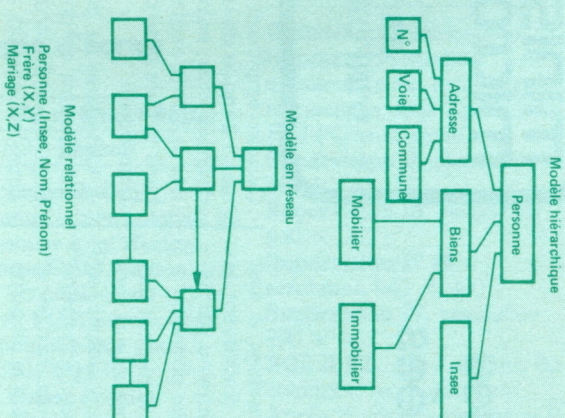 Modèle hiérarchique
Personne
Adresse
Biens
Insee
N°
Voie
Commune
Mobilier
Immobilier
Modèle en réseau
Modèle relationnel
Personne (Insee, Nom, Prénom)
Frère (X,Y)
Mariage (X,Z)